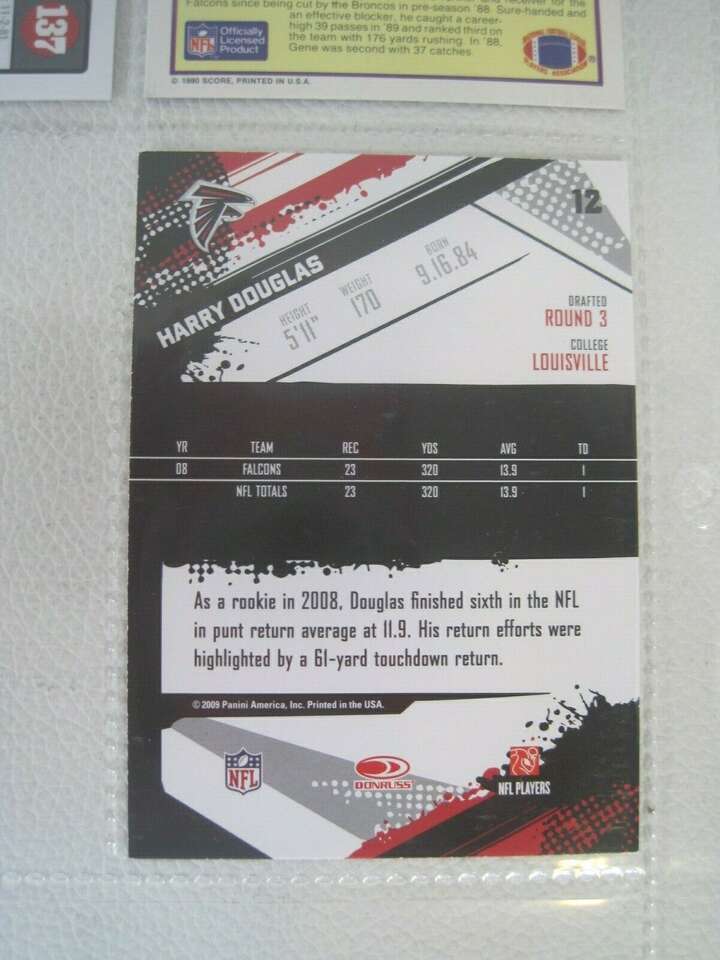 137
11-2-81
Falcons since being cut by the Broncos in pre-season '88. Sure-handed and
an effective blocker, he caught a career-
high 39 passes in '89 and ranked third on
the team with 176 yards rushing. In '88,
Gene was second with 37 catches.
NFL
Officially
Licensed
Product
© 1990 SCORE, PRINTED IN U.S.A.
12
HARRY DOUGLAS
HEIGHT
5'11"
WEIGHT
170
BORN
9.16.84
DRAFTED
ROUND 3
COLLEGE
LOUISVILLE
YR TEAM REC YDS AVG TD
08 FALCONS 23 320 13.9 1
NFL TOTALS 23 320 13.9 1
As a rookie in 2008, Douglas finished sixth in the NFL
in punt return average at 11.9. His return efforts were
highlighted by a 61-yard touchdown return.
© 2009 Panini America, Inc. Printed in the USA.
NFL
DONRUSS
NFL PLAYERS